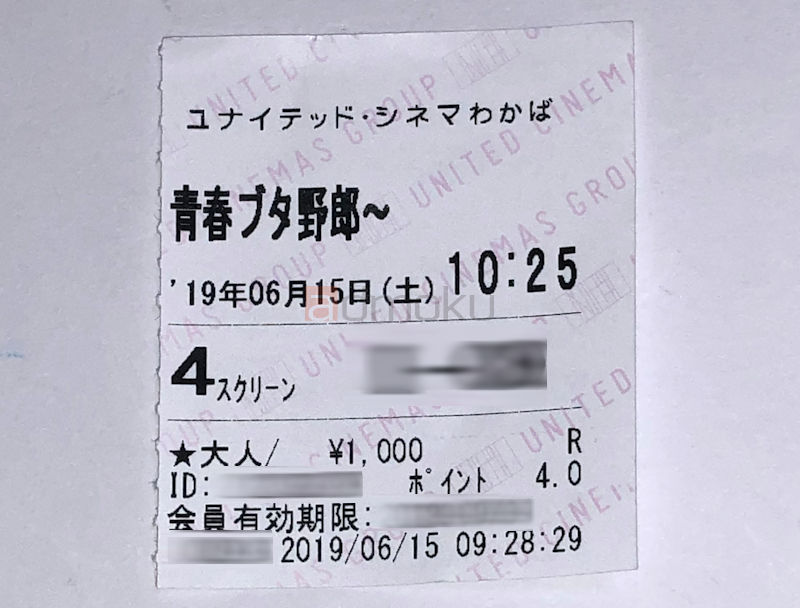 ユナイテッド・シネマわかば
青春ブタ野郎~
'19年06月15日(土) 10:25
4スクリーン
★大人/ ¥1,000 R
ID: ポイント 4.0
会員有効期限:
2019/06/15 09:28:29
UNITED CINEMAS GROUP